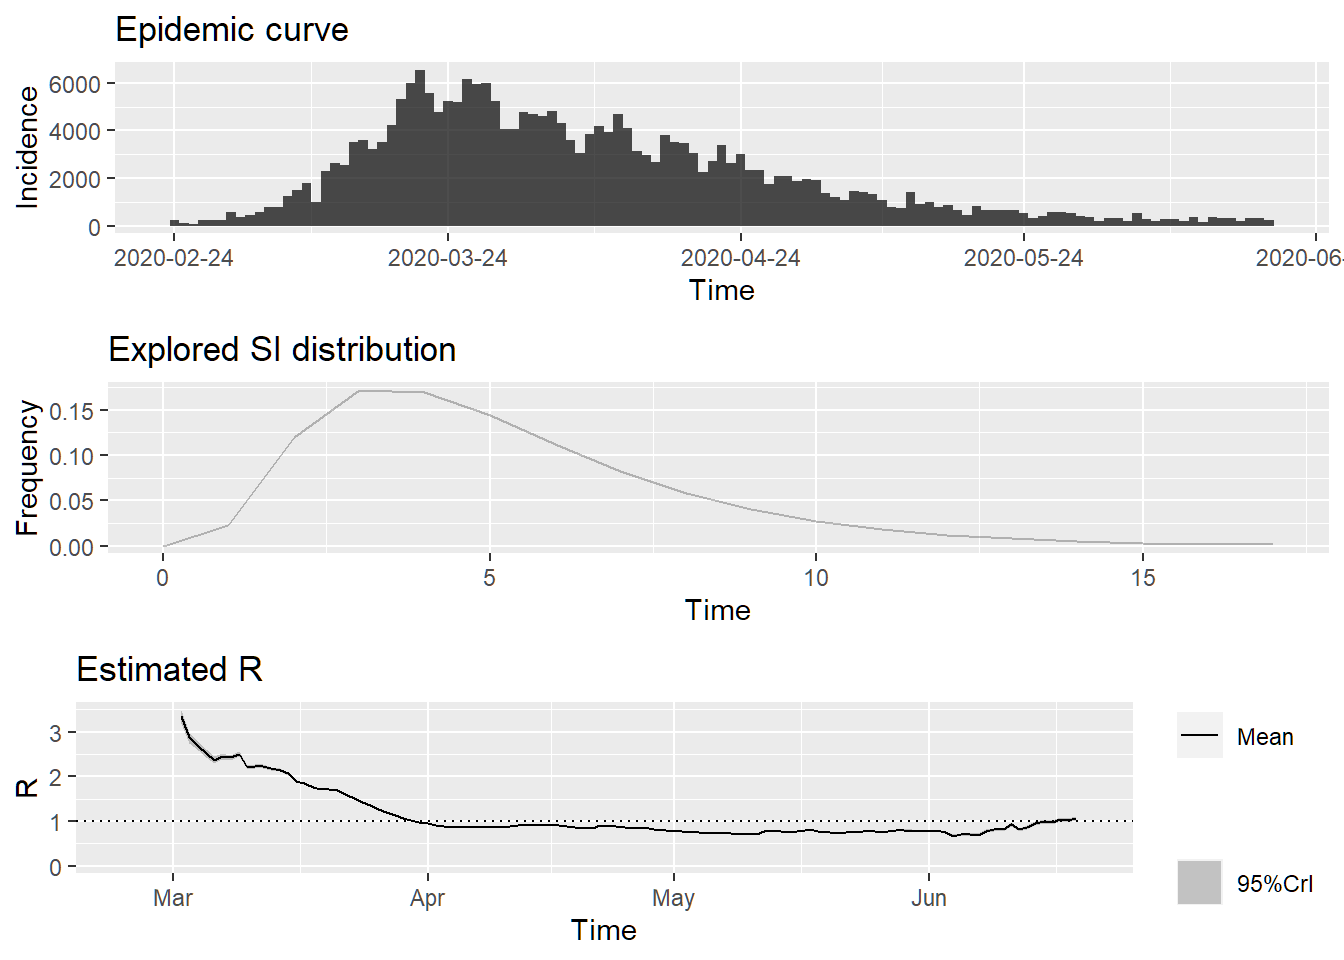 Epidemic curve
Incidence
6000
4000
2000
0
2020-02-24 2020-03-24 2020-04-24 2020-05-24 2020-06-
Time
Explored SI distribution
Frequency
0.15
0.10
0.05
0.00
0 5 10 15
Time
Estimated R
R
3
2
1
0
Mar Apr May Jun
Time
Mean
95%CrI